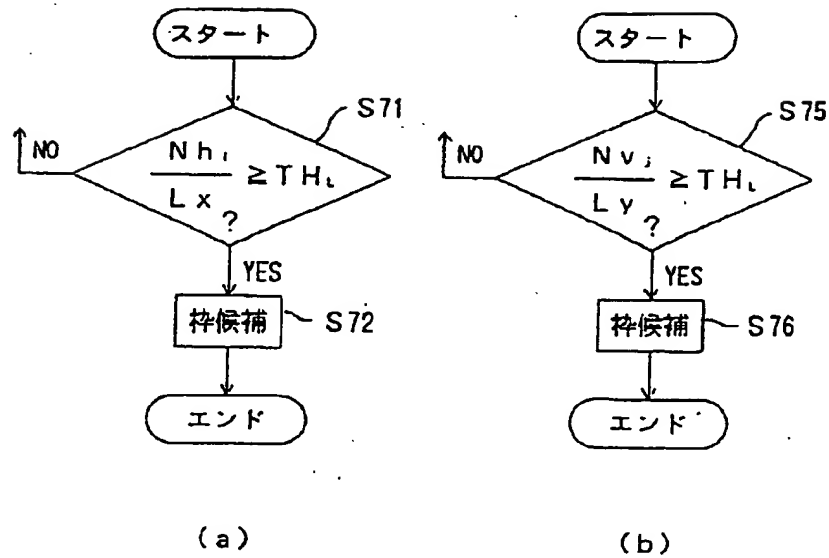 スタート
S71
NO
Nhᵢ
Lx
≧THL
?
YES
枠候補
S72
エンド
(a)
スタート
S75
NO
Nvⱼ
Ly
≧THL
?
YES
枠候補
S76
エンド
(b)